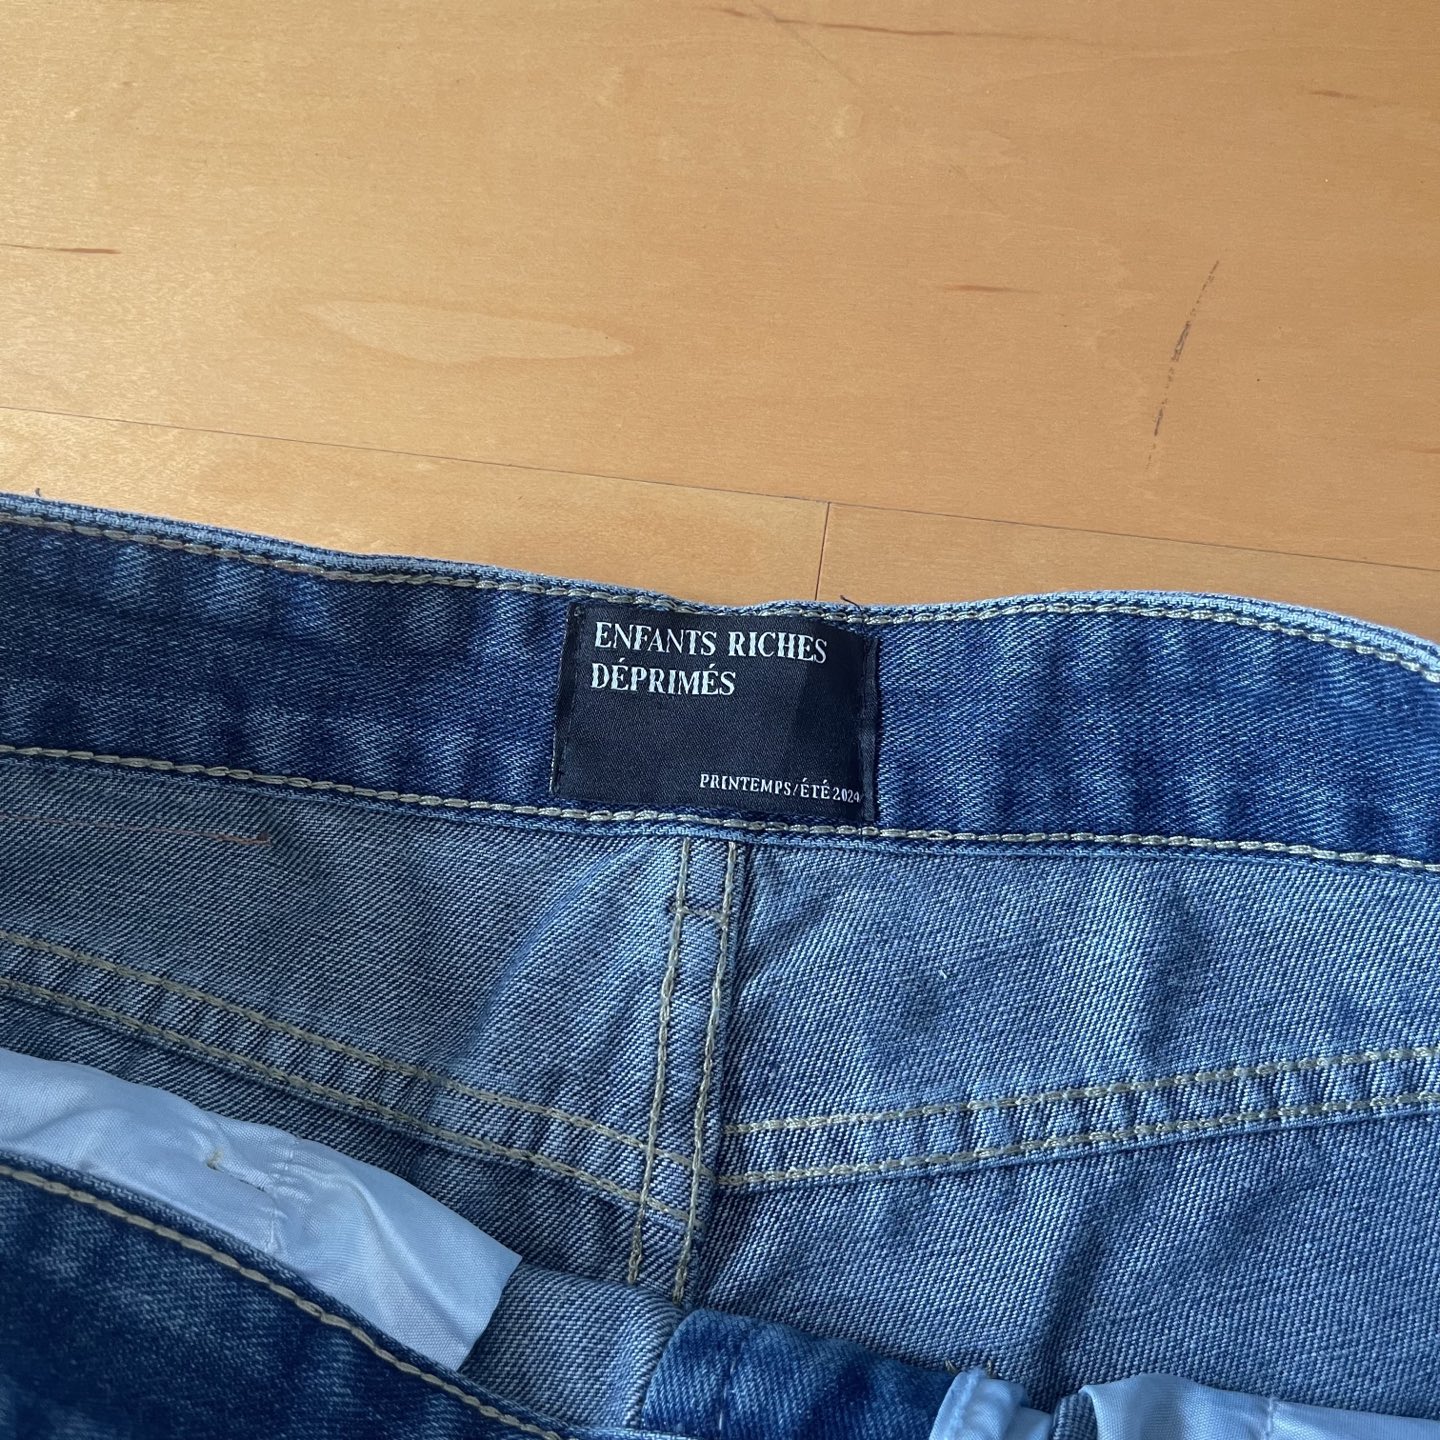 ENFANTS RICHES
DÉPRIMÉS
PRINTEMPS/ÉTÉ 2024